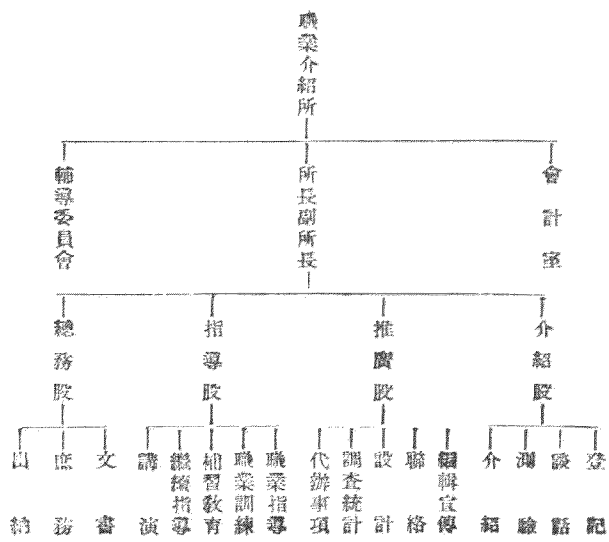 職業介紹所
會計室
所長副所長
輔導委員會
介紹股
推廣股
指導股
總務股
登記
談話
測驗
介紹
編輯宣傳
聯絡
設計
調查統計
代辦事項
職業指導
職業訓練
補習教育
繼續指導
講演
文書
庶務
出納